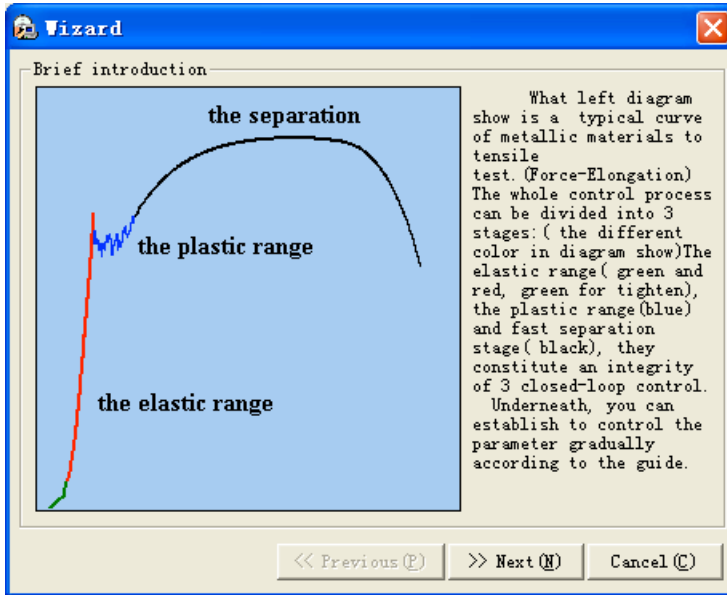 Wizard
Brief introduction
the separation
the plastic range
the elastic range
What left diagram
show is a typical curve
of metallic materials to
tensile
test.(Force-Elongation)
The whole control process
can be divided into 3
stages:( the different
color in diagram show)The
elastic range( green and
red, green for tighten),
the plastic range(blue)
and fast separation
stage( black), they
constitute an integrity
of 3 closed-loop control.
Underneath, you can
establish to control the
parameter gradually
according to the guide.
<< Previous(P)
>> Next(N)
Cancel(C)